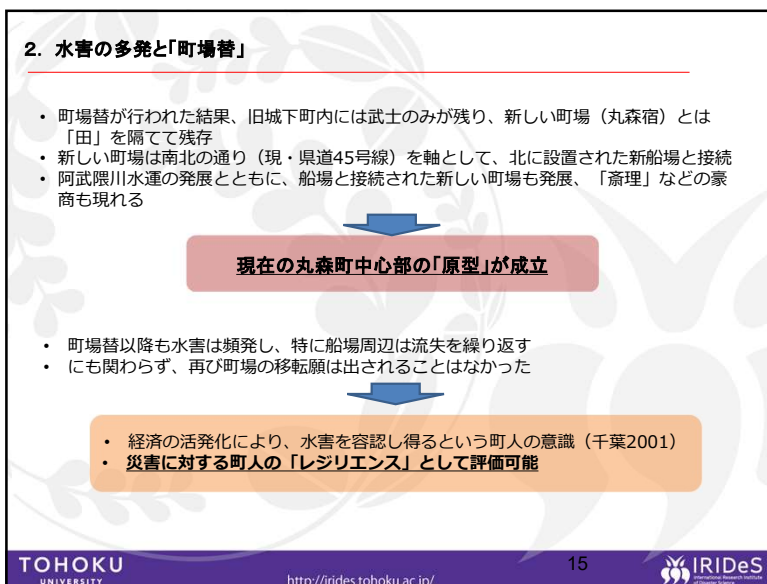 2. 水害の多発と「町場替」
• 町場替が行われた結果、旧城下町内には武士のみが残り、新しい町場（丸森宿）とは
「田」を隔てて残存
• 新しい町場は南北の通り（現・県道45号線）を軸として、北に設置された新船場と接続
• 阿武隈川水運の発展とともに、船場と接続された新しい町場も発展、「斎理」などの豪
商も現れる
現在の丸森町中心部の「原型」が成立
• 町場替以降も水害は頻発し、特に船場周辺は流失を繰り返す
• にも関わらず、再び町場の移転願は出されることはなかった
• 経済の活発化により、水害を容認し得るという町人の意識（千葉2001）
• 災害に対する町人の「レジリエンス」として評価可能
15
TOHOKU
UNIVERSITY
http://irides.tohoku.ac.jp/
IRIDeS
International Research Institute
of Disaster Science